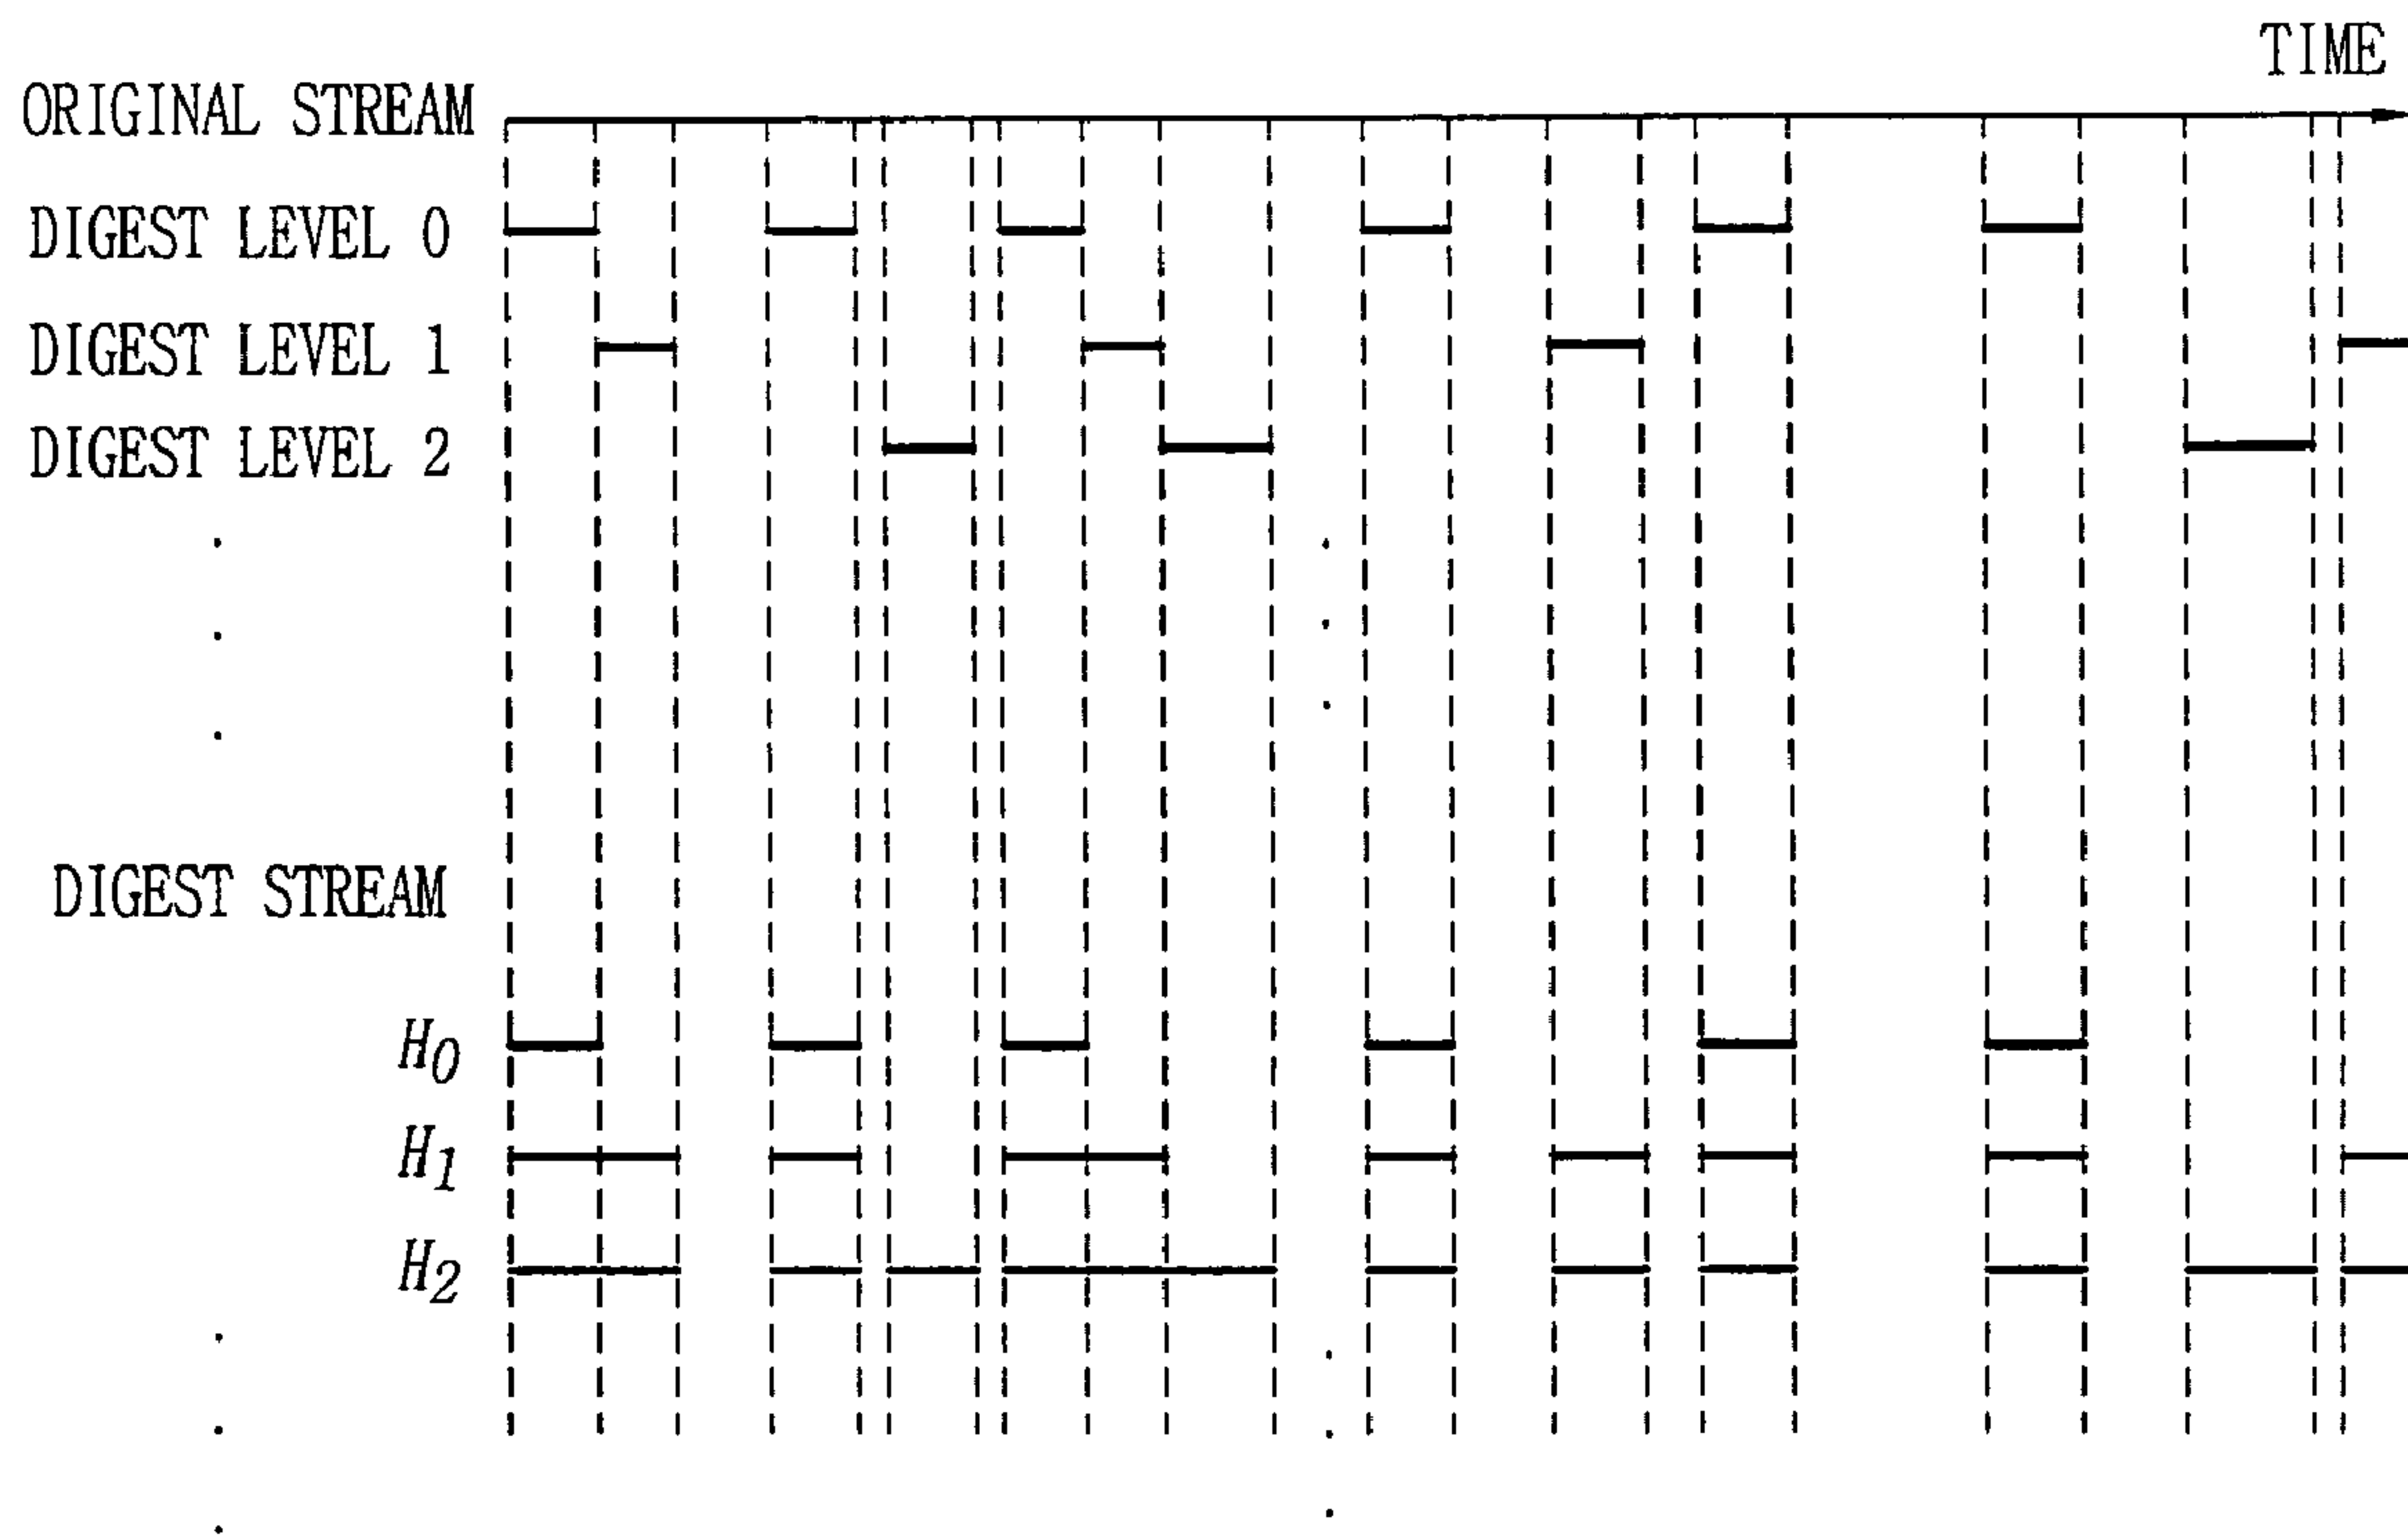 TIME
ORIGINAL STREAM
DIGEST LEVEL 0
DIGEST LEVEL 1
DIGEST LEVEL 2
DIGEST STREAM
H0
H1
H2